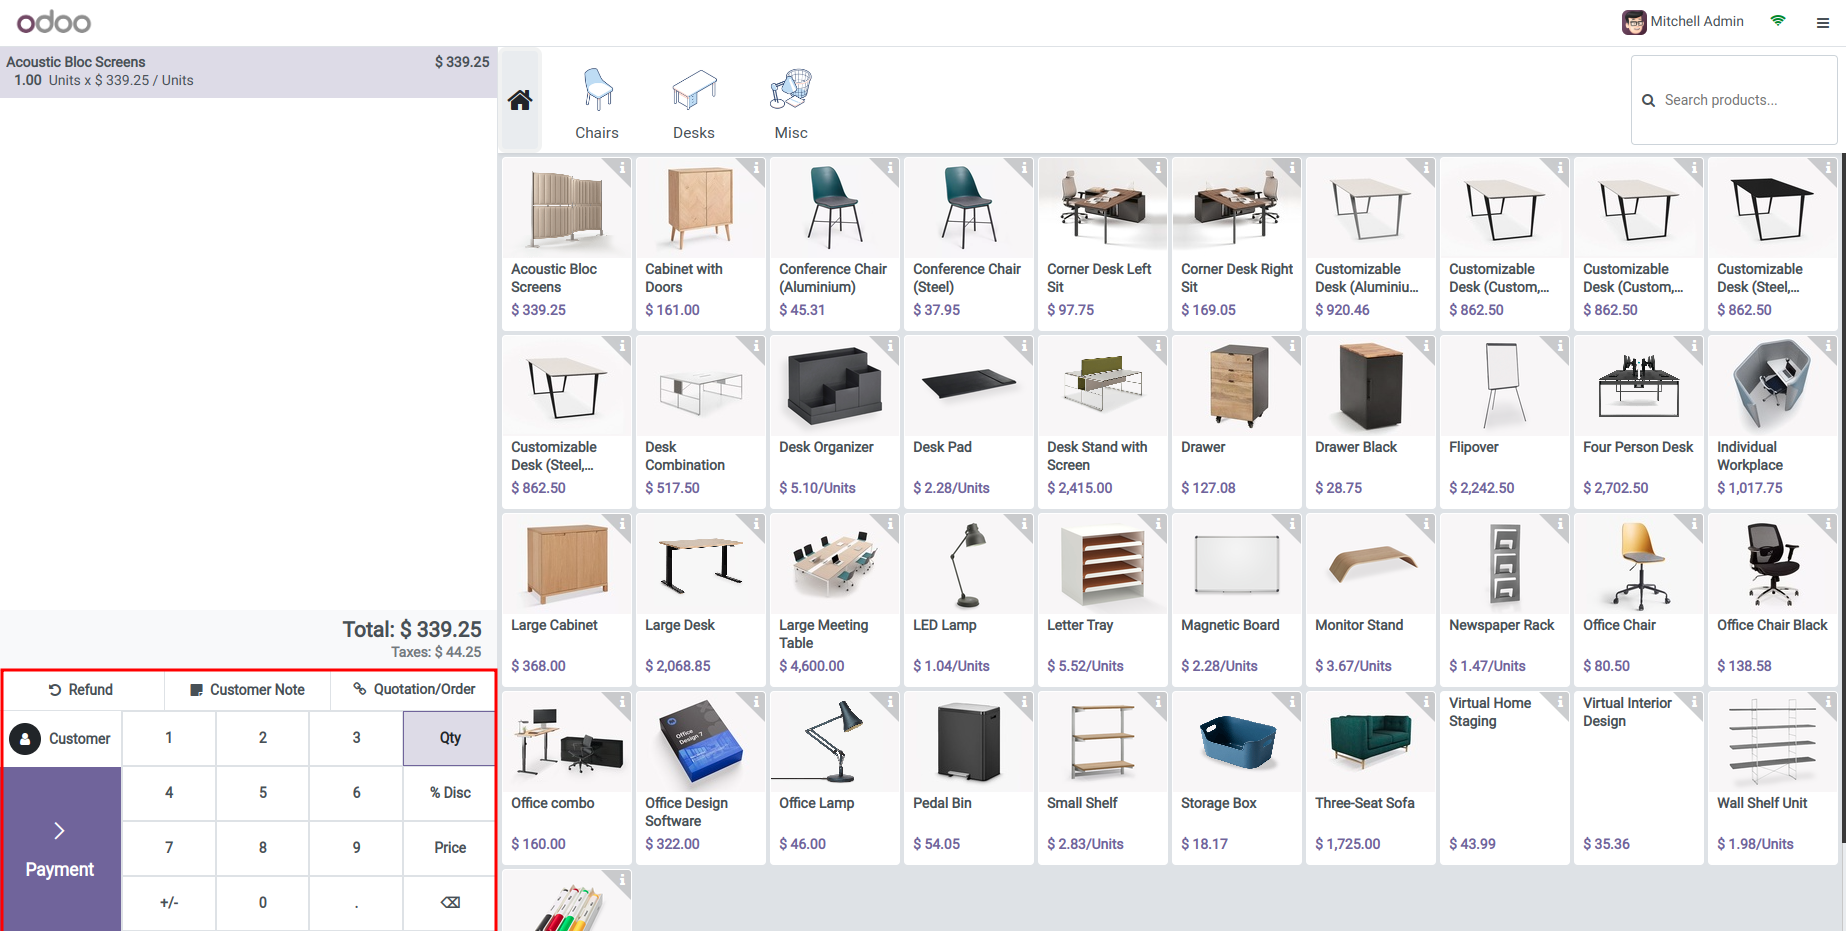 odoo
Mitchell Admin
Acoustic Bloc Screens $ 339.25
1.00 Units x $ 339.25 / Units
Chairs Desks Misc
Search products...
Acoustic Bloc
Screens
$ 339.25
Cabinet with
Doors
$ 161.00
Conference Chair
(Aluminium)
$ 45.31
Conference Chair
(Steel)
$ 37.95
Corner Desk Left
Sit
$ 97.75
Corner Desk Right
Sit
$ 169.05
Customizable
Desk (Aluminiu...
$ 920.46
Customizable
Desk (Custom,...
$ 862.50
Customizable
Desk (Custom,...
$ 862.50
Customizable
Desk (Steel,...
$ 862.50
Customizable
Desk (Steel,...
$ 862.50
Desk
Combination
$ 517.50
Desk Organizer
$ 5.10/Units
Desk Pad
$ 2.28/Units
Desk Stand with
Screen
$ 2,415.00
Drawer
$ 127.08
Drawer Black
$ 28.75
Flipover
$ 2,242.50
Four Person Desk
$ 2,702.50
Individual
Workplace
$ 1,017.75
Large Cabinet
$ 368.00
Large Desk
$ 2,068.85
Large Meeting
Table
$ 4,600.00
LED Lamp
$ 1.04/Units
Letter Tray
$ 5.52/Units
Magnetic Board
$ 2.28/Units
Monitor Stand
$ 3.67/Units
Newspaper Rack
$ 1.47/Units
Office Chair
$ 80.50
Office Chair Black
$ 138.58
Office combo
$ 160.00
Office
Design 7
Office Design
Software
$ 322.00
Office Lamp
$ 46.00
Pedal Bin
$ 54.05
Small Shelf
$ 2.83/Units
Storage Box
$ 18.17
Three-Seat Sofa
$ 1,725.00
Virtual Home
Staging
$ 43.99
Virtual Interior
Design
$ 35.36
Wall Shelf Unit
$ 1.98/Units
Total: $ 339.25
Taxes: $ 44.25
Refund Customer Note Quotation/Order
Customer 1 2 3 Qty
4 5 6 % Disc
Payment 7 8 9 Price
+/- 0 .